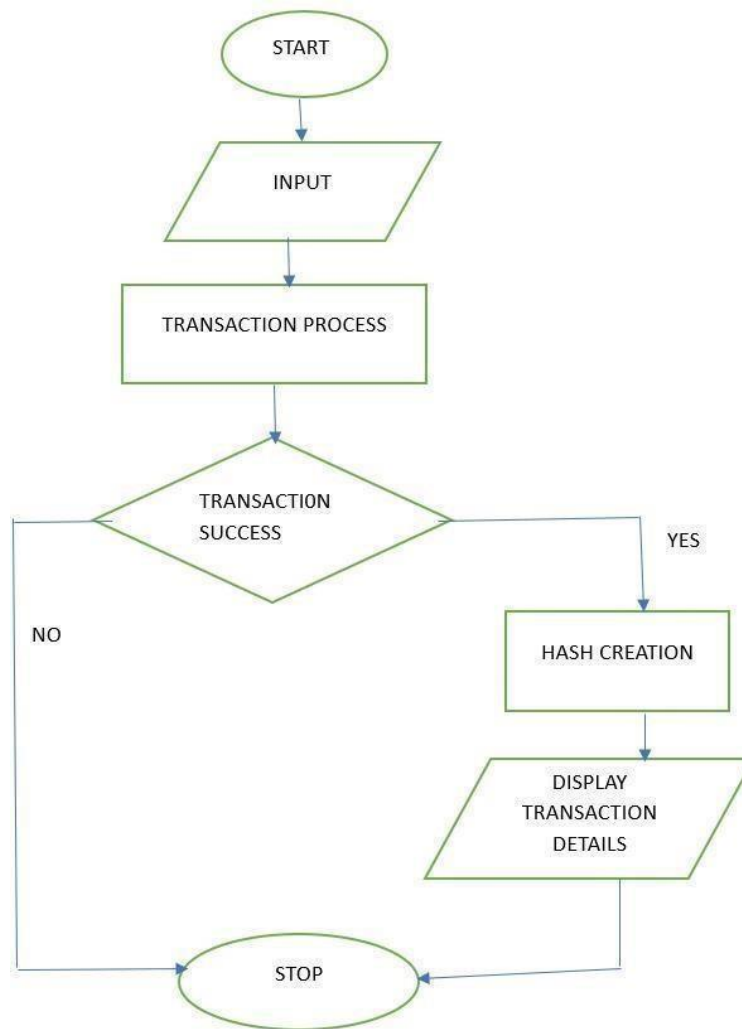 START
INPUT
TRANSACTION PROCESS
TRANSACTI0N
SUCCESS
YES
NO
HASH CREATION
DISPLAY
TRANSACTION
DETAILS
STOP